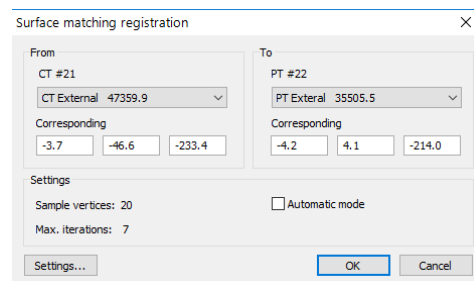 Surface matching registration
From
CT #21
CT External 47359.9
Corresponding
-3.7 -46.6 -233.4
To
PT #22
PT Exteral 35505.5
Corresponding
-4.2 4.1 -214.0
Settings
Sample vertices: 20
Max. iterations: 7
Automatic mode
Settings...
OK
Cancel